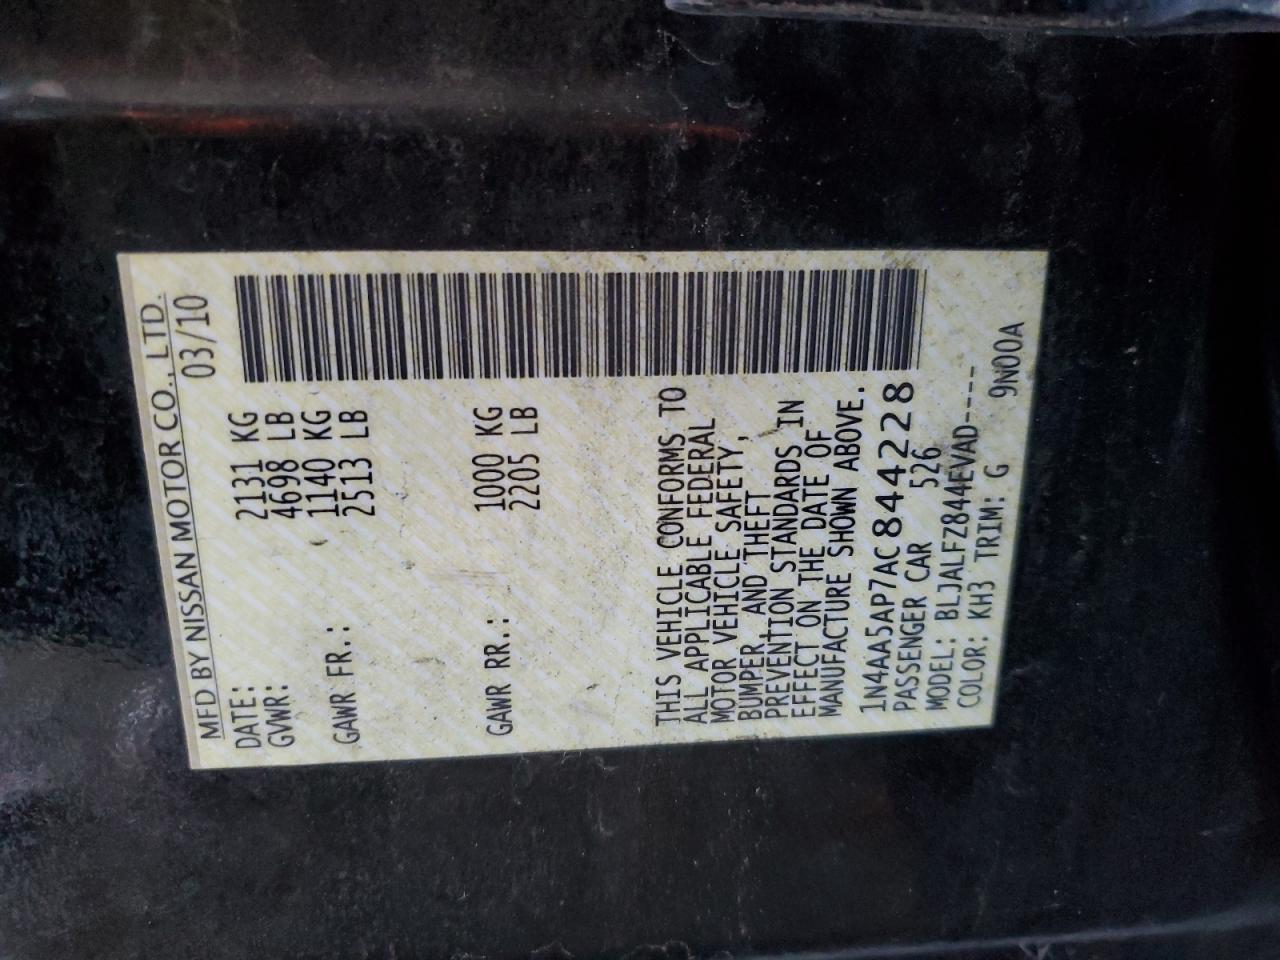 MFD BY NISSAN MOTOR CO., LTD.
DATE: 03/10
GVWR: 2131 KG
4698 LB
GAWR FR.: 1140 KG
2513 LB
GAWR RR.: 1000 KG
2205 LB
THIS VEHICLE CONFORMS TO
ALL APPLICABLE FEDERAL
MOTOR VEHICLE SAFETY,
BUMPER, AND THEFT
PREVENTION STANDARDS IN
EFFECT ON THE DATE OF
MANUFACTURE SHOWN ABOVE.
1N4AA5AP7AC844228
PASSENGER CAR 526
MODEL: BLJALFZ844EVAD-----
COLOR: KH3 TRIM: G 9N00A